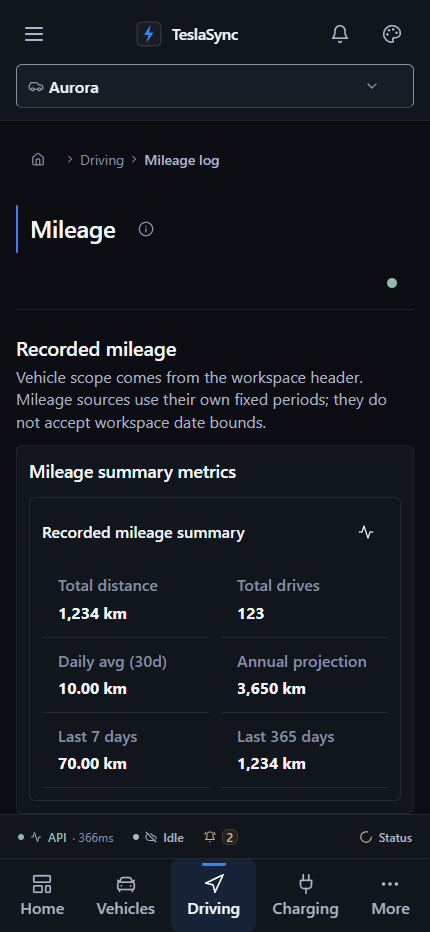 TeslaSync
Aurora
Driving
Mileage log
Mileage
Recorded mileage
Vehicle scope comes from the workspace header.
Mileage sources use their own fixed periods; they do
not accept workspace date bounds.
Mileage summary metrics
Recorded mileage summary
Total distance
1,234 km
Total drives
123
Daily avg (30d)
10.00 km
Annual projection
3,650 km
Last 7 days
70.00 km
Last 365 days
1,234 km
API · 366ms
Idle
2
Status
Home
Vehicles
Driving
Charging
More